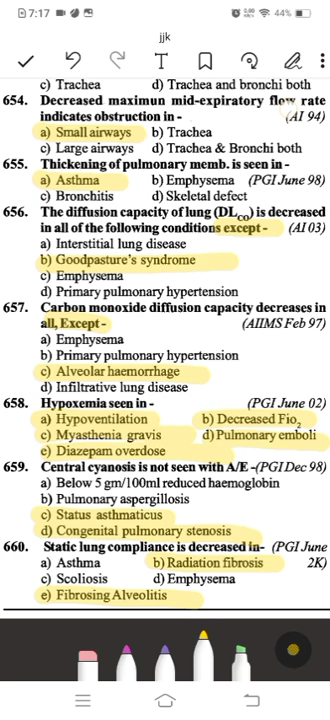 7:17
44%
jjk
T
c) Trachea d) Trachea and bronchi both
654. Decreased maximun mid-expiratory flow rate
indicates obstruction in - (AI 94)
a) Small airways b) Trachea
c) Large airways d) Trachea & Bronchi both
655. Thickening of pulmonary memb. is seen in -
a) Asthma b) Emphysema (PGI June 98)
c) Bronchitis d) Skeletal defect
656. The diffusion capacity of lung (DLco) is decreased
in all of the following conditions except - (AI 03)
a) Interstitial lung disease
b) Goodpasture's syndrome
c) Emphysema
d) Primary pulmonary hypertension
657. Carbon monoxide diffusion capacity decreases in
all, Except - (AIIMS Feb 97)
a) Emphysema
b) Primary pulmonary hypertension
c) Alveolar haemorrhage
d) Infiltrative lung disease
658. Hypoxemia seen in - (PGI June 02)
a) Hypoventilation b) Decreased Fio2
c) Myasthenia gravis d) Pulmonary emboli
e) Diazepam overdose
659. Central cyanosis is not seen with A/E -(PGI Dec 98)
a) Below 5 gm/100ml reduced haemoglobin
b) Pulmonary aspergillosis
c) Status asthmaticus
d) Congenital pulmonary stenosis
660. Static lung compliance is decreased in- (PGI June
a) Asthma b) Radiation fibrosis 2K)
c) Scoliosis d) Emphysema
e) Fibrosing Alveolitis